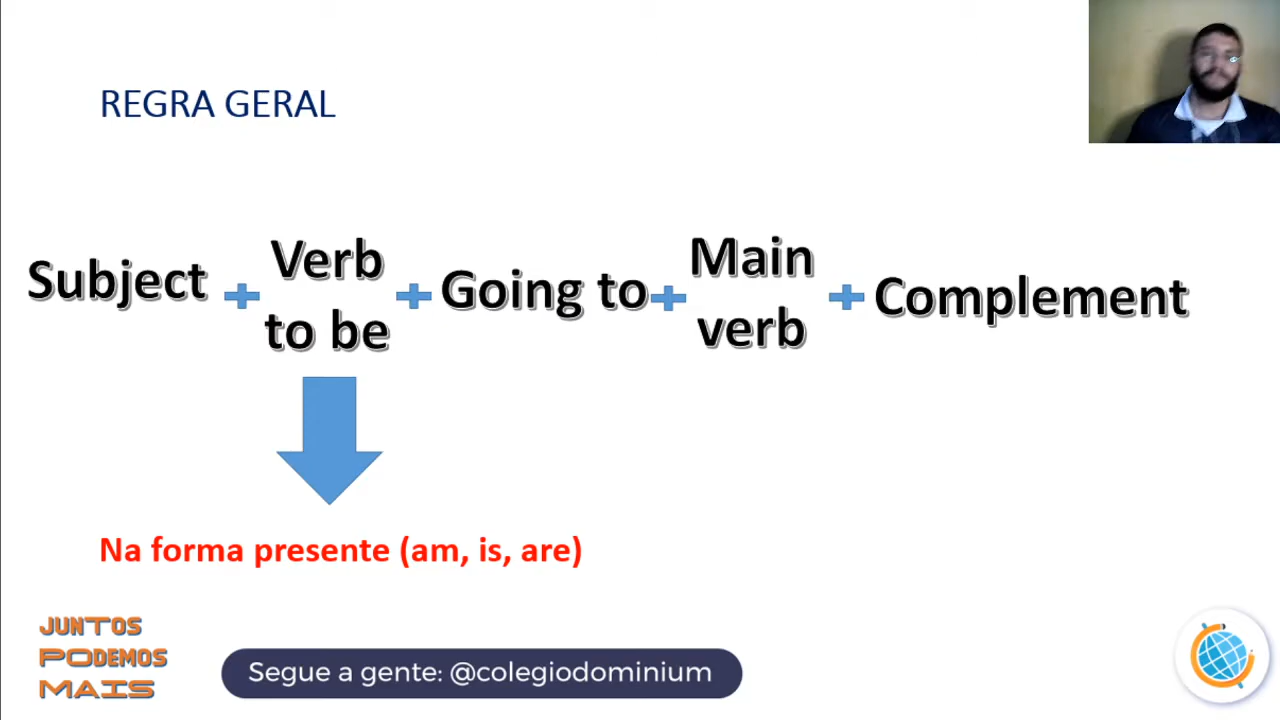 REGRA GERAL
Subject + Verb to be + Going to + Main verb + Complement
Na forma presente (am, is, are)
JUNTOS
PODEMOS
MAIS
Segue a gente: @colegiodominium